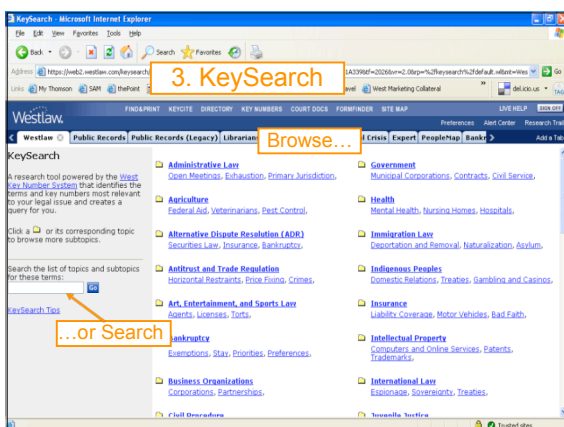 KeySearch - Microsoft Internet Explorer
File Edit View Favorites Tools Help
Back Search Favorites
Address https://web2.westlaw.com/keysearch/
Go
3. KeySearch
Links My Thomson SAM thePoint
West Marketing Collateral
del.icio.us TAG
Westlaw.
FIND&PRINT KEYCITE DIRECTORY KEY NUMBERS COURT DOCS FORMFINDER SITE MAP
LIVE HELP SIGN OFF
Preferences Alert Center Research Trail
Westlaw Public Records Public Records (Legacy) Librarian
Crisis Expert PeopleMap Bankr
Add a Tab
Browse...
KeySearch
A research tool powered by the West
Key Number System that identifies the
terms and key numbers most relevant
to your legal issue and creates a
query for you.
Click a or its corresponding topic
to browse more subtopics.
Search the list of topics and subtopics
for these terms:
Go
KeySearch Tips
...or Search
Administrative Law
Open Meetings, Exhaustion, Primary Jurisdiction,
Agriculture
Federal Aid, Veterinarians, Pest Control,
Alternative Dispute Resolution (ADR)
Securities Law, Insurance, Bankruptcy,
Antitrust and Trade Regulation
Horizontal Restraints, Price Fixing, Crimes,
Art, Entertainment, and Sports Law
Agents, Licenses, Torts,
Bankruptcy
Exemptions, Stay, Priorities, Preferences,
Business Organizations
Corporations, Partnerships,
Civil Procedure
Government
Municipal Corporations, Contracts, Civil Service,
Health
Mental Health, Nursing Homes, Hospitals,
Immigration Law
Deportation and Removal, Naturalization, Asylum,
Indigenous Peoples
Domestic Relations, Treaties, Gambling and Casinos,
Insurance
Liability Coverage, Motor Vehicles, Bad Faith,
Intellectual Property
Computers and Online Services, Patents,
Trademarks,
International Law
Espionage, Sovereignty, Treaties,
Juvenile Justice
Trusted sites